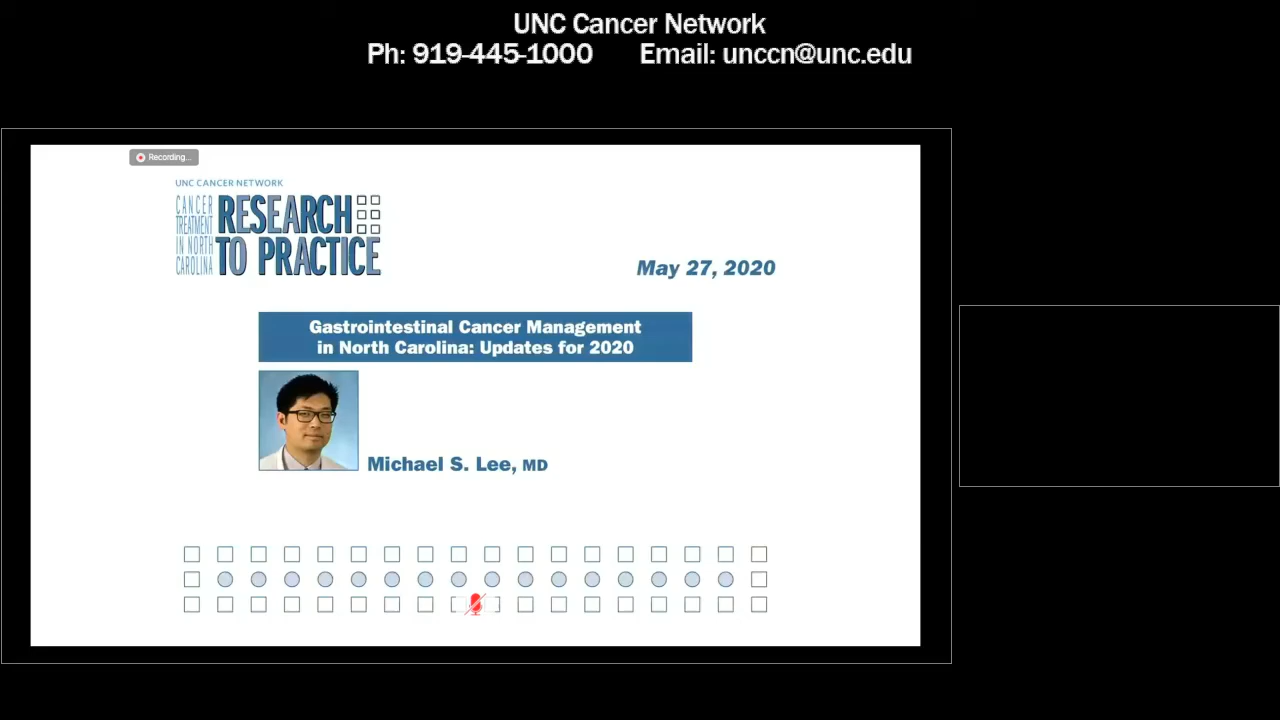 UNC Cancer Network
Ph: 919-445-1000 Email: unccn@unc.edu
Recording...
UNC CANCER NETWORK
CANCER
TREATMENT
IN NORTH
CAROLINA
RESEARCH
TO PRACTICE
May 27, 2020
Gastrointestinal Cancer Management
in North Carolina: Updates for 2020
Michael S. Lee, MD